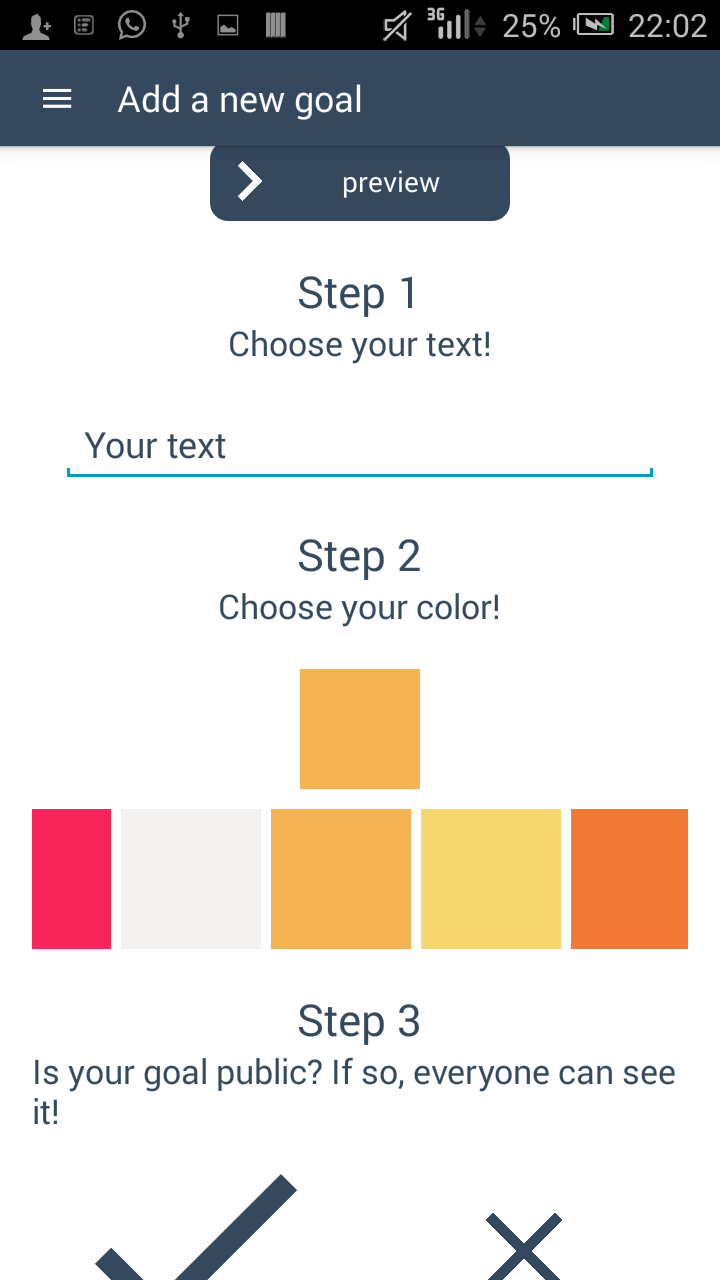 3G 25% 22:02
Add a new goal
preview
Step 1
Choose your text!
Your text
Step 2
Choose your color!
Step 3
Is your goal public? If so, everyone can see
it!